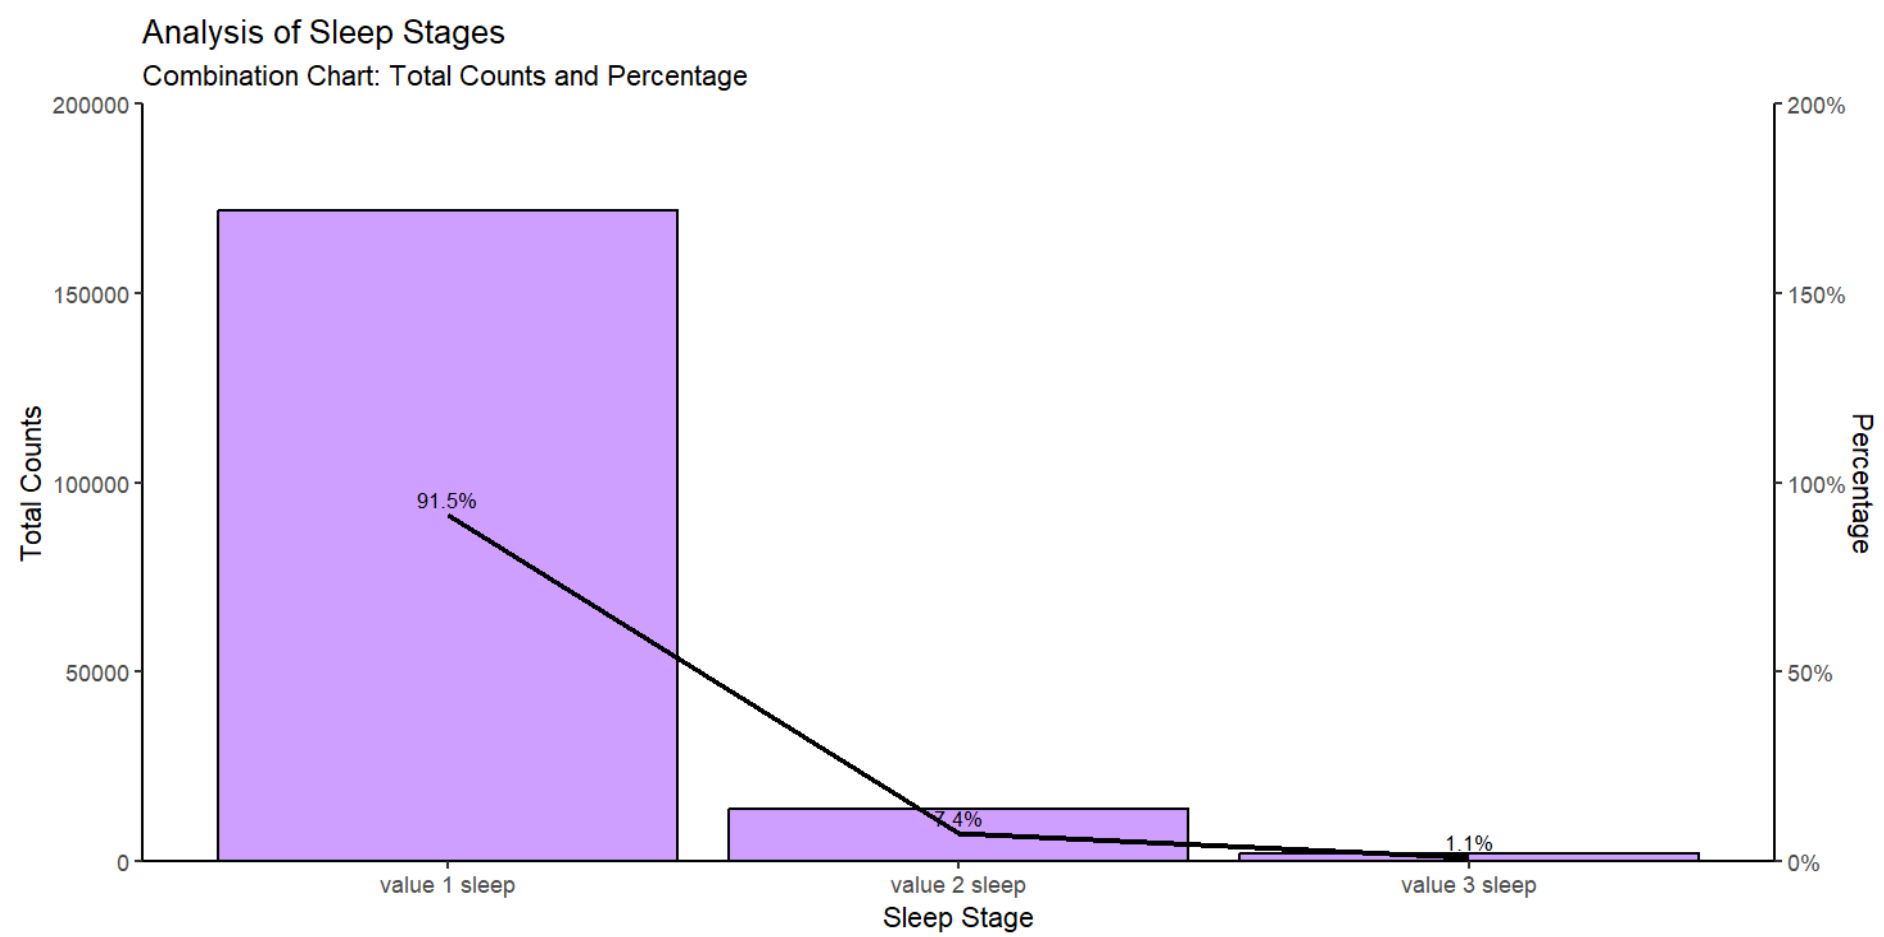 Analysis of Sleep Stages
Combination Chart: Total Counts and Percentage
200000
150000
100000
50000
0
Total Counts
200%
150%
100%
50%
0%
Percentage
91.5%
7.4%
1.1%
value 1 sleep
value 2 sleep
value 3 sleep
Sleep Stage